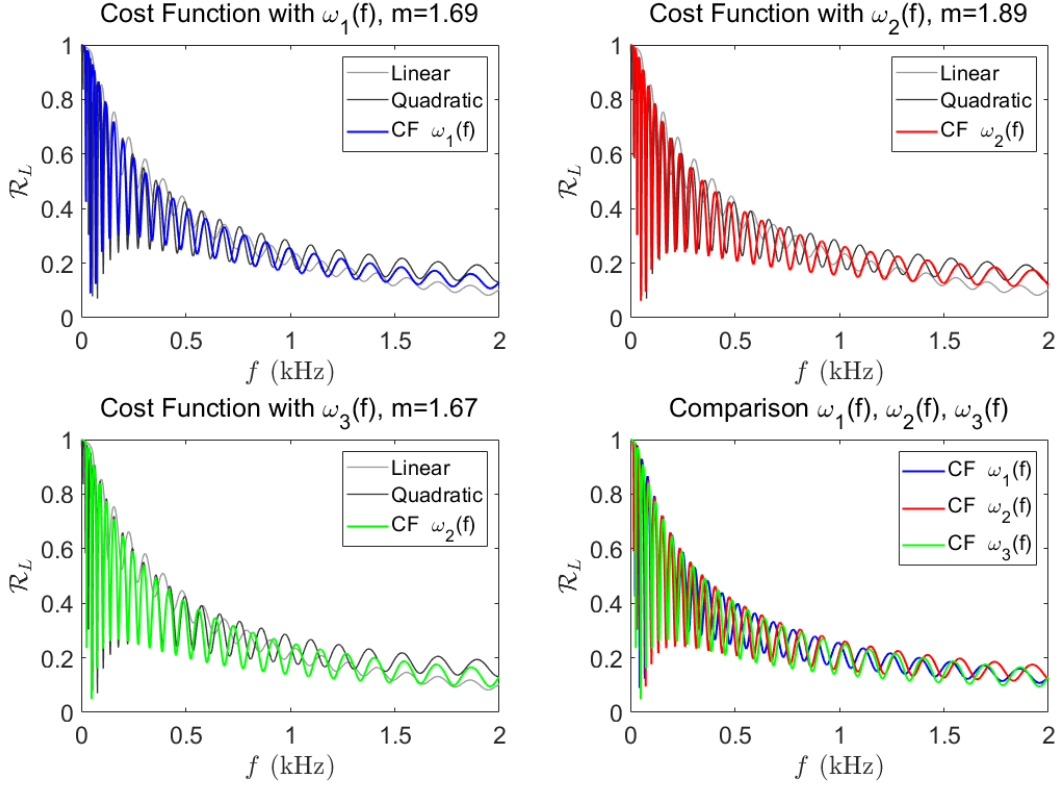 Cost Function with ω₁(f), m=1.69
Linear
Quadratic
CF ω₁(f)
1
0.8
0.6
0.4
0.2
0
ℛ_L
0
0.5
1
1.5
2
f (kHz)
Cost Function with ω₂(f), m=1.89
Linear
Quadratic
CF ω₂(f)
1
0.8
0.6
0.4
0.2
0
ℛ_L
0
0.5
1
1.5
2
f (kHz)
Cost Function with ω₃(f), m=1.67
Linear
Quadratic
CF ω₂(f)
1
0.8
0.6
0.4
0.2
0
ℛ_L
0
0.5
1
1.5
2
f (kHz)
Comparison ω₁(f), ω₂(f), ω₃(f)
CF ω₁(f)
CF ω₂(f)
CF ω₃(f)
1
0.8
0.6
0.4
0.2
0
ℛ_L
0
0.5
1
1.5
2
f (kHz)